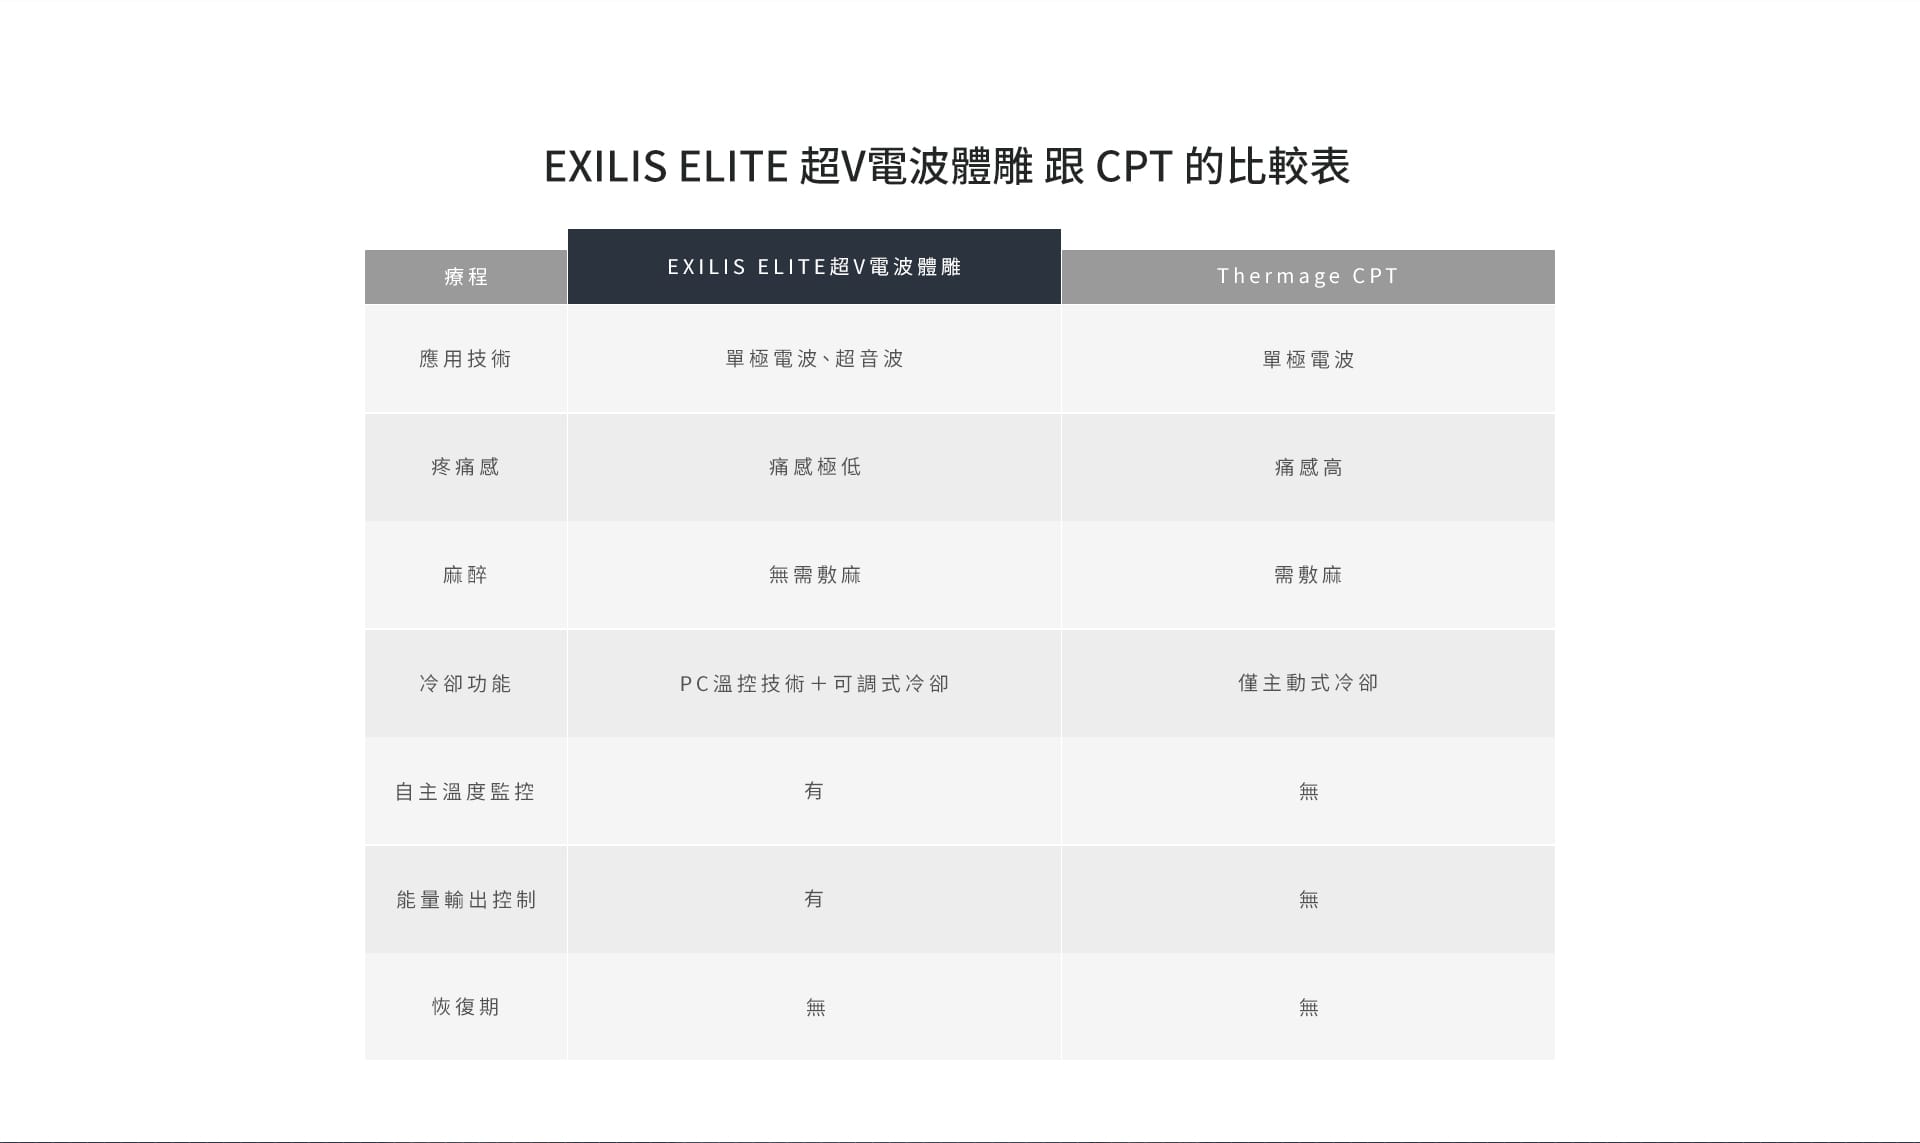 EXILIS ELITE 超V電波體雕 跟 CPT 的比較表
療程 EXILIS ELITE超V電波體雕 Thermage CPT
應用技術 單極電波、超音波 單極電波
疼痛感 痛感極低 痛感高
麻醉 無需敷麻 需敷麻
冷卻功能 PC溫控技術＋可調式冷卻 僅主動式冷卻
自主溫度監控 有 無
能量輸出控制 有 無
恢復期 無 無